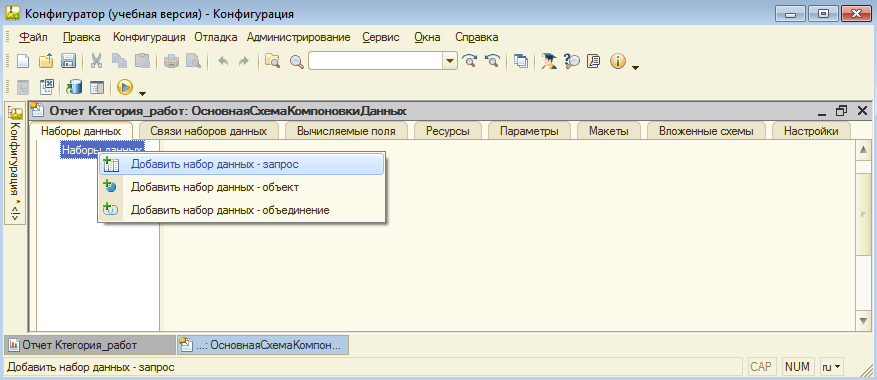 Конфигуратор (учебная версия) - Конфигурация
Файл Правка Конфигурация Отладка Администрирование Сервис Окна Справка
Отчет Ктегория_работ: ОсновнаяСхемаКомпоновкиДанных
Конфигурация *
Наборы данных Связи наборов данных Вычисляемые поля Ресурсы Параметры Макеты Вложенные схемы Настройки
Наборы данных
Добавить набор данных - запрос
Добавить набор данных - объект
Добавить набор данных - объединение
Отчет Ктегория_работ ...: ОсновнаяСхемаКомпон...
Добавить набор данных - запрос CAP NUM ru